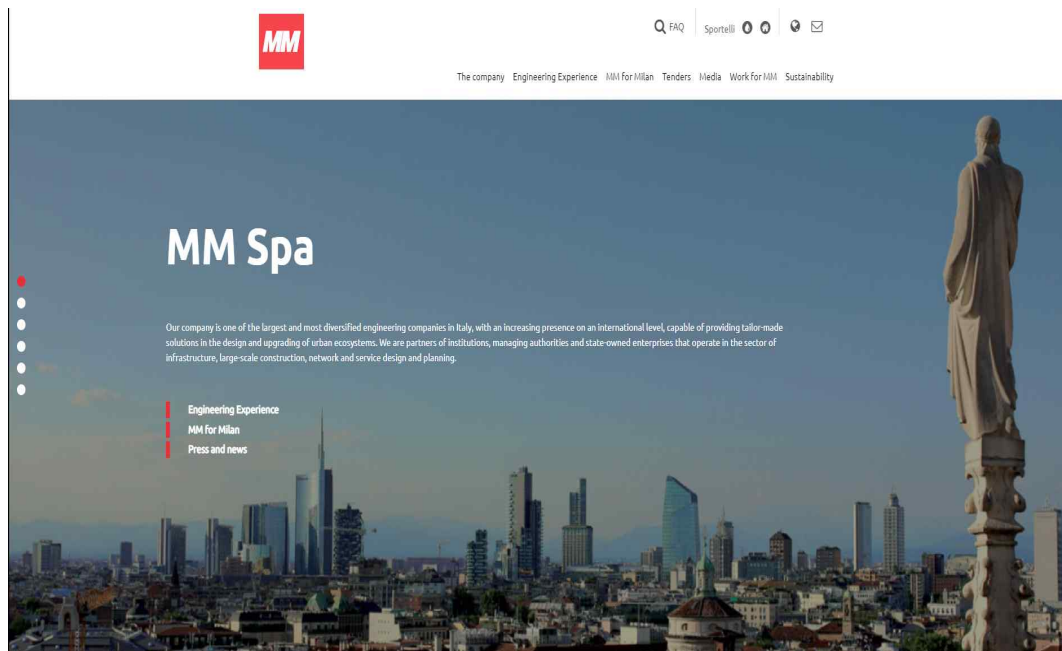 MM
FAQ
Sportelli
The company Engineering Experience MM for Milan Tenders Media Work for MM Sustainability
MM Spa
Our company is one of the largest and most diversified engineering companies in Italy, with an increasing presence on an international level, capable of providing tailor-made
solutions in the design and upgrading of urban ecosystems. We are partners of institutions, managing authorities and state-owned enterprises that operate in the sector of
infrastructure, large-scale construction, network and service design and planning.
Engineering Experience
MM for Milan
Press and news